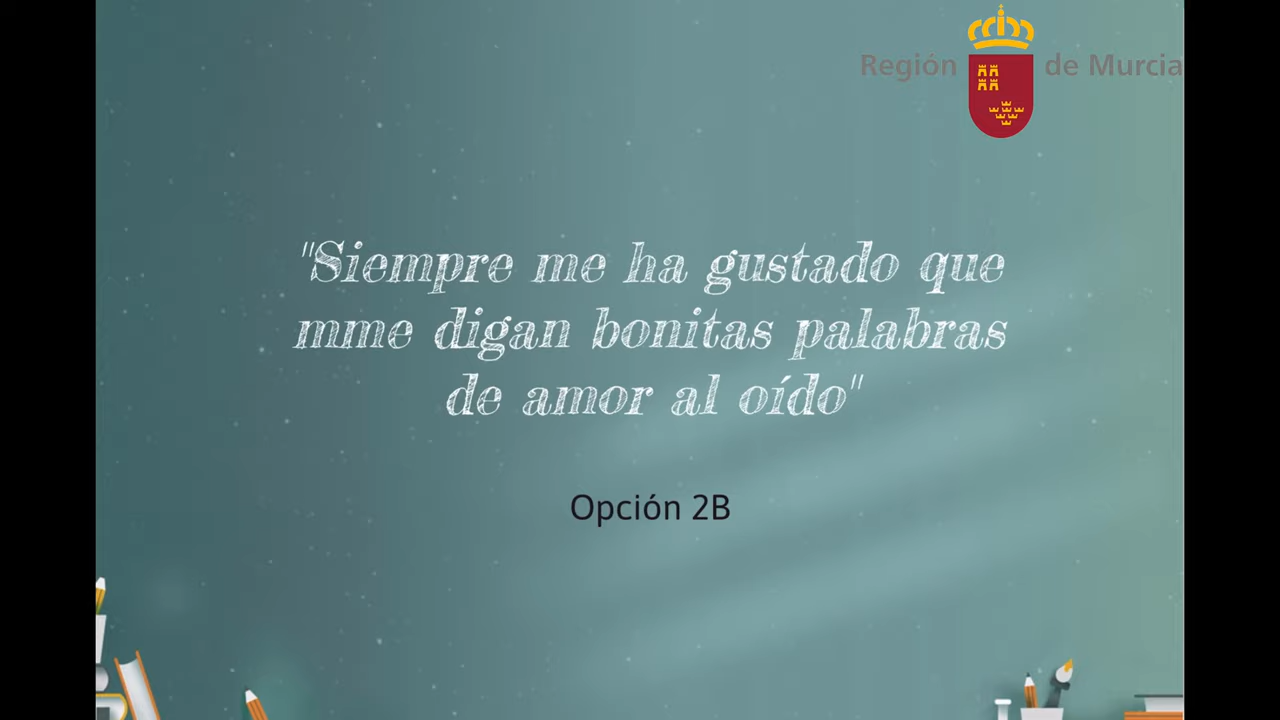 Región de Murcia
"Siempre me ha gustado que
mme digan bonitas palabras
de amor al oído"
Opción 2B